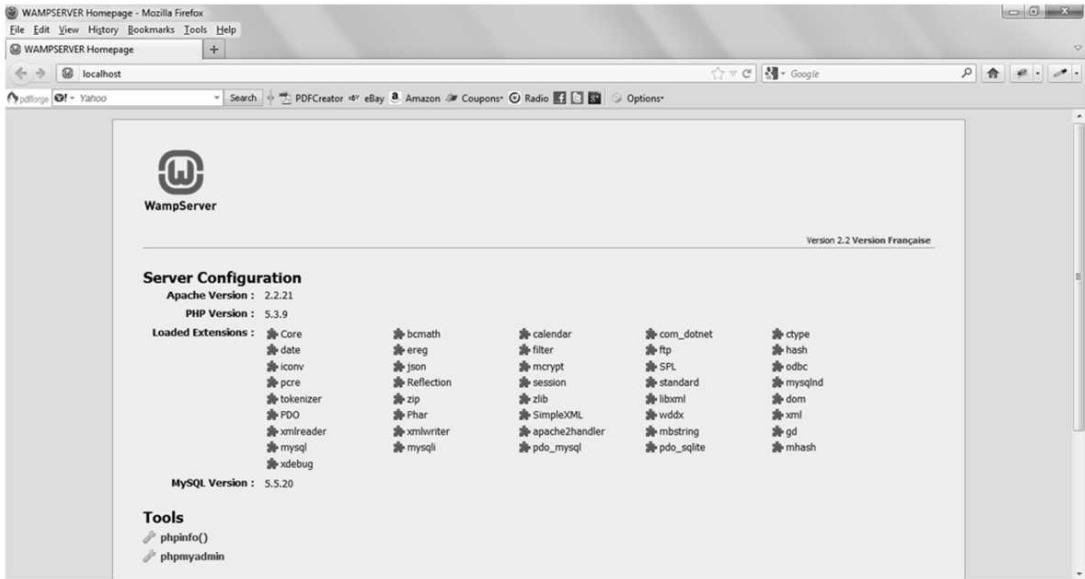 WAMPSERVER Homepage - Mozilla Firefox
File Edit View History Bookmarks Tools Help
WAMPSERVER Homepage +
localhost Google
pdfforge Yahoo Search PDFCreator eBay Amazon Coupons Radio Options
WampServer
Version 2.2 Version Française
Server Configuration
Apache Version : 2.2.21
PHP Version : 5.3.9
Loaded Extensions : Core bcmath calendar com_dotnet ctype
date ereg filter ftp hash
iconv json mcrypt SPL odbc
pcre Reflection session standard mysqlnd
tokenizer zip zlib libxml dom
PDO Phar SimpleXML wddx xml
xmlreader xmlwriter apache2handler mbstring gd
mysql mysqli pdo_mysql pdo_sqlite mhash
xdebug
MySQL Version : 5.5.20
Tools
phpinfo()
phpmyadmin